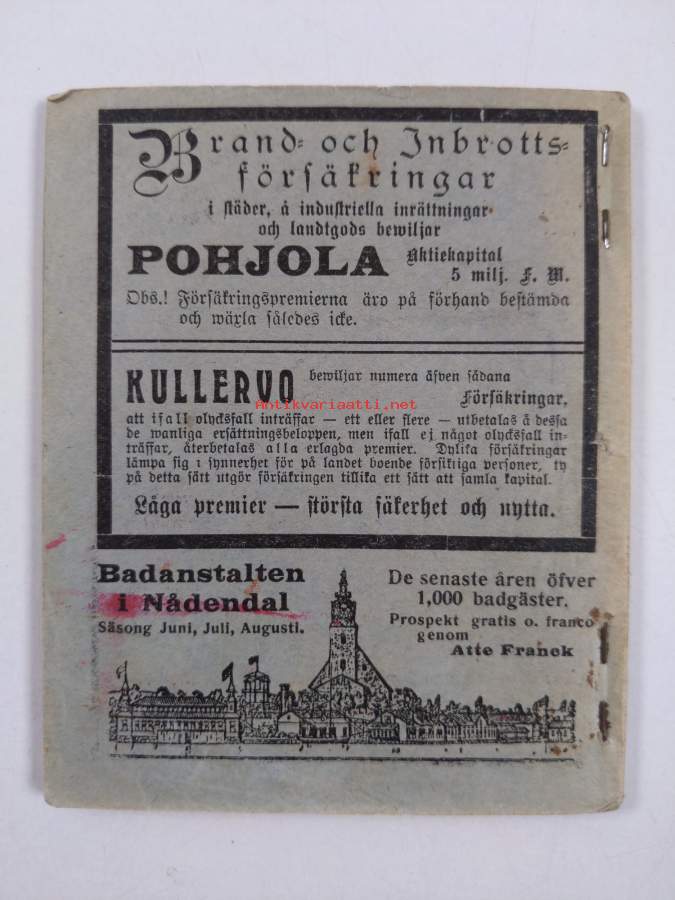 Brand- och Inbrotts-
försäkringar
i städer, å industriella inrättningar
och landtgods bewiljar
POHJOLA Aktiekapital
5 milj. F. M.
Obs.! Försäkringspremierna äro på förhand bestämda
och wäxla således icke.
KULLERVO bewiljar numera äfven sådana
Försäkringar,
Antikvariaatti.net
att ifall olycksfall inträffar — ett eller flere — utbetalas å dessa
de wanliga ersättningsbeloppen, men ifall ej något olycksfall in-
träffar, återbetalas alla erlagda premier. Dylika försäkringar
lämpa sig i synnerhet för på landet boende försiktiga personer, ty
på detta sätt utgör försäkringen tillika ett sätt att samla kapital.
Låga premier — största säkerhet och nytta.
Badanstalten
i Nådendal
Säsong Juni, Juli, Augusti.
De senaste åren öfver
1,000 badgäster.
Prospekt gratis o. franco
genom
Atte Franck